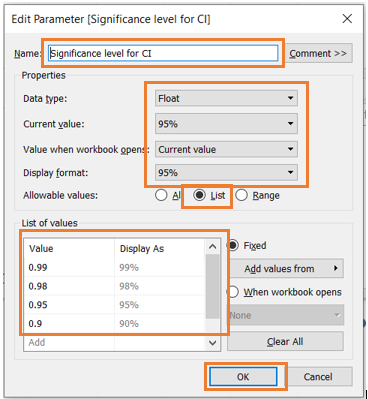 Edit Parameter [Significance level for CI]
Name: Significance level for CI Comment >>
Properties
Data type: Float
Current value: 95%
Value when workbook opens: Current value
Display format: 95%
Allowable values: Al List Range
List of values
Value Display As
0.99 99%
0.98 98%
0.95 95%
0.9 90%
Add
Fixed
Add values from
When workbook opens
None
Clear All
OK Cancel